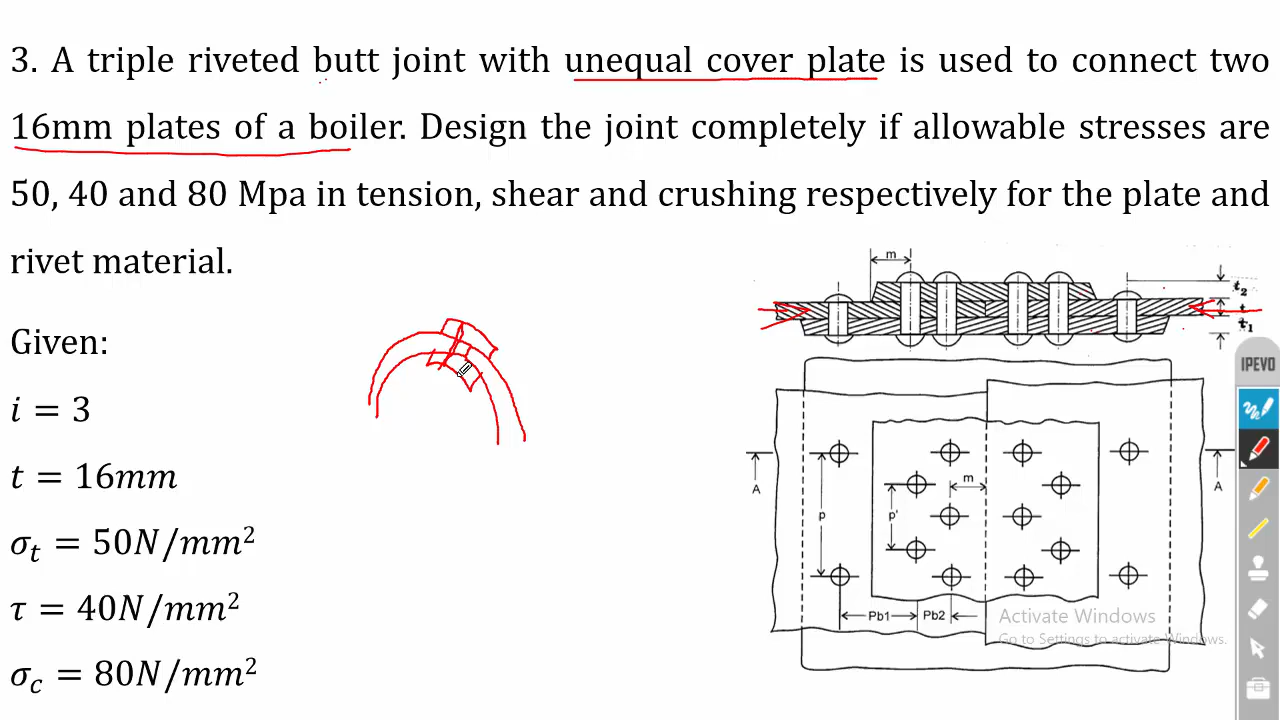 3. A triple riveted butt joint with unequal cover plate is used to connect two
16mm plates of a boiler. Design the joint completely if allowable stresses are
50, 40 and 80 Mpa in tension, shear and crushing respectively for the plate and
rivet material.
Given:
i = 3
t = 16mm
σt = 50N/mm²
τ = 40N/mm²
σc = 80N/mm²
m
t₂
t
t₁
A
A
m
p
p'
Pb1
Pb2
Activate Windows
Go to Settings to activate Windows.
IPEVO